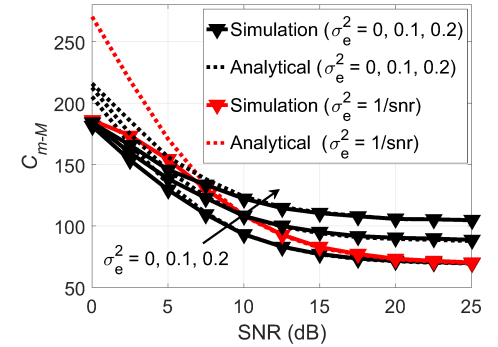 250
200
150
100
50
C_{m-M}
Simulation (σ_e^2 = 0, 0.1, 0.2)
Analytical (σ_e^2 = 0, 0.1, 0.2)
Simulation (σ_e^2 = 1/snr)
Analytical (σ_e^2 = 1/snr)
σ_e^2 = 0, 0.1, 0.2
0 5 10 15 20 25
SNR (dB)